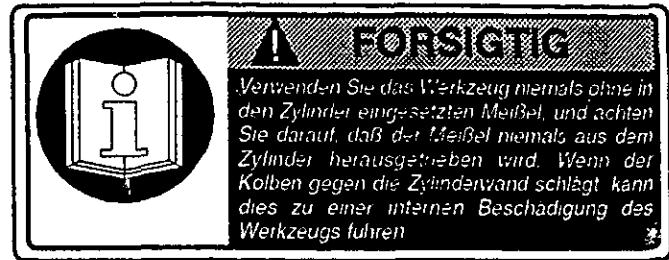 FORSIGTIG
Verwenden Sie das Werkzeug niemals ohne in
den Zylinder eingesetzten Meißel, und achten
Sie darauf, daß der Meißel niemals aus dem
Zylinder herausgetrieben wird. Wenn der
Kolben gegen die Zylinderwand schlägt kann
dies zu einer internen Beschädigung des
Werkzeugs fuhren